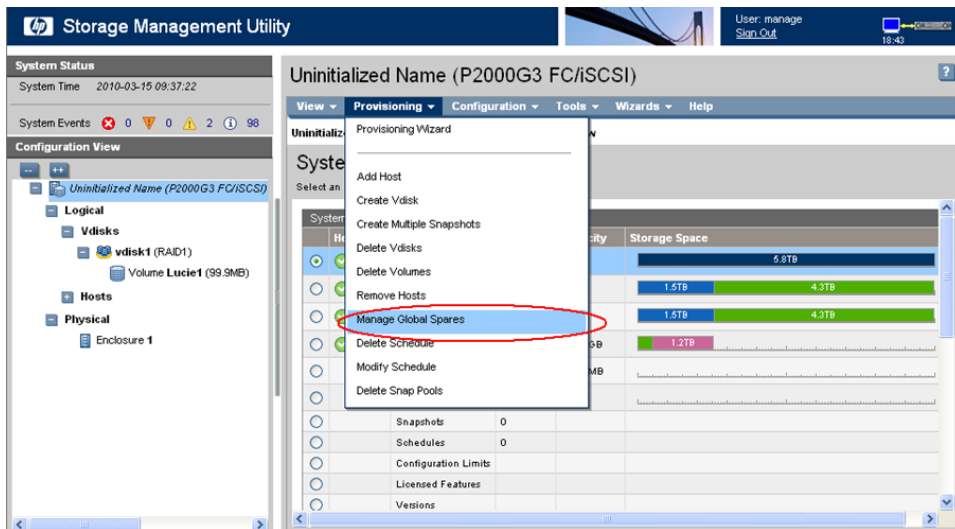 hp Storage Management Utility
User: manage
Sign Out
18:43
System Status
System Time 2010-03-15 09:37:22
System Events 0 0 2 98
Configuration View
Uninitialized Name (P2000G3 FC/iSCSI)
Logical
Vdisks
vdisk1 (RAID1)
Volume Lucie1 (99.9MB)
Hosts
Physical
Enclosure 1
Uninitialized Name (P2000G3 FC/iSCSI)
View Provisioning Configuration Tools Wizards Help
Provisioning Wizard
Add Host
Create Vdisk
Create Multiple Snapshots
Delete Vdisks
Delete Volumes
Remove Hosts
Manage Global Spares
Delete Schedule
Modify Schedule
Delete Snap Pools
Select an
Storage Space
5.8TB
1.5TB 4.3TB
1.5TB 4.3TB
1.2TB
Snapshots 0
Schedules 0
Configuration Limits
Licensed Features
Versions